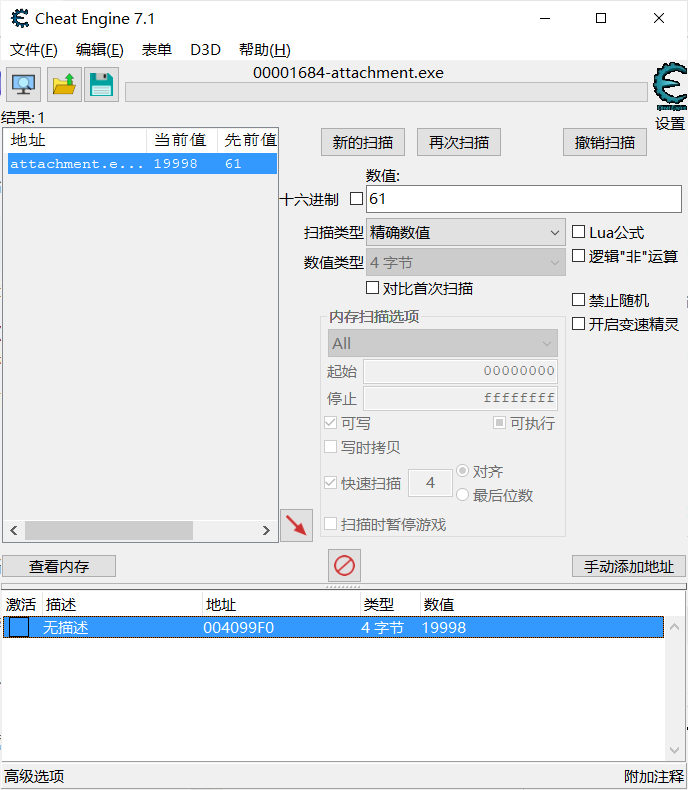 Cheat Engine 7.1
文件(F) 编辑(E) 表单 D3D 帮助(H)
00001684-attachment.exe
设置
结果: 1
地址 当前值 先前值
attachment.e... 19998 61
新的扫描 再次扫描 撤销扫描
数值:
十六进制 61
扫描类型 精确数值
数值类型 4 字节
对比首次扫描
Lua公式
逻辑"非"运算
禁止随机
开启变速精灵
内存扫描选项
All
起始 00000000
停止 ffffffff
可写 可执行
写时拷贝
快速扫描 4 对齐
最后位数
扫描时暂停游戏
查看内存 手动添加地址
激活 描述 地址 类型 数值
无描述 004099F0 4 字节 19998
高级选项 附加注释